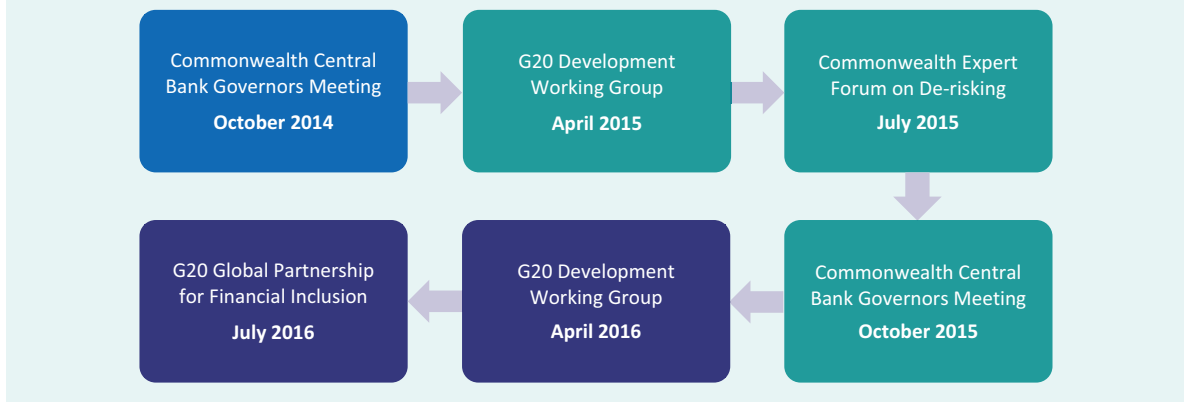 Commonwealth Central
Bank Governors Meeting
October 2014
G20 Development
Working Group
April 2015
Commonwealth Expert
Forum on De-risking
July 2015
Commonwealth Central
Bank Governors Meeting
October 2015
G20 Development
Working Group
April 2016
G20 Global Partnership
for Financial Inclusion
July 2016